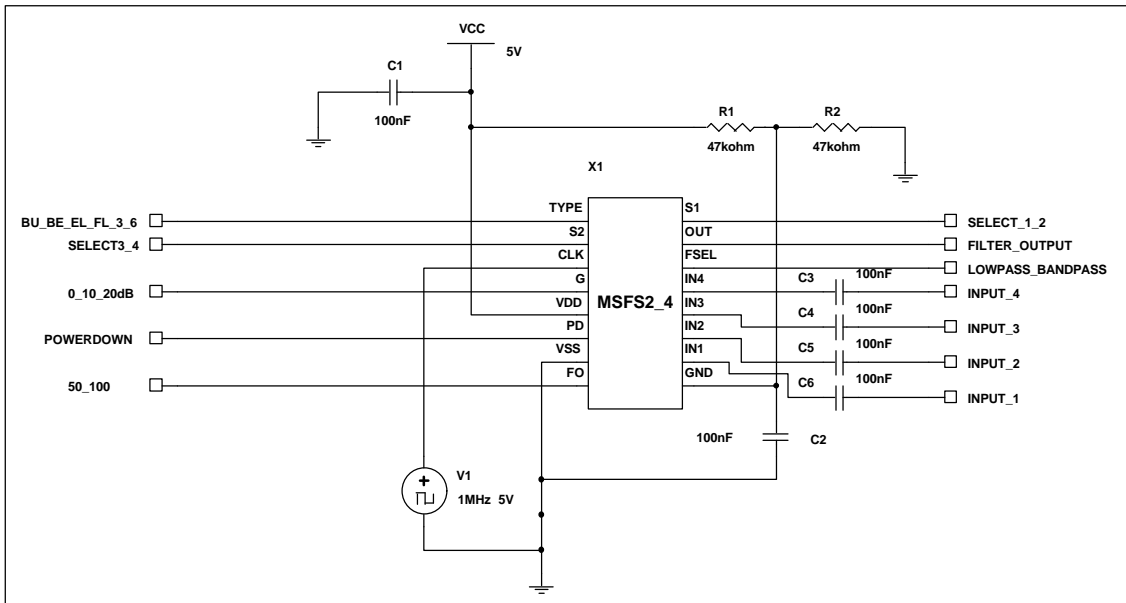 VCC
5V
C1
100nF
R1
R2
47kohm
47kohm
X1
TYPE
S1
BU_BE_EL_FL_3_6
SELECT_1_2
S2
OUT
SELECT3_4
FILTER_OUTPUT
CLK
FSEL
LOWPASS_BANDPASS
G
IN4
C3
100nF
0_10_20dB
INPUT_4
VDD
MSFS2_4
IN3
C4
100nF
INPUT_3
PD
IN2
POWERDOWN
C5
100nF
INPUT_2
VSS
IN1
FO
GND
C6
100nF
50_100
INPUT_1
100nF
C2
V1
1MHz 5V